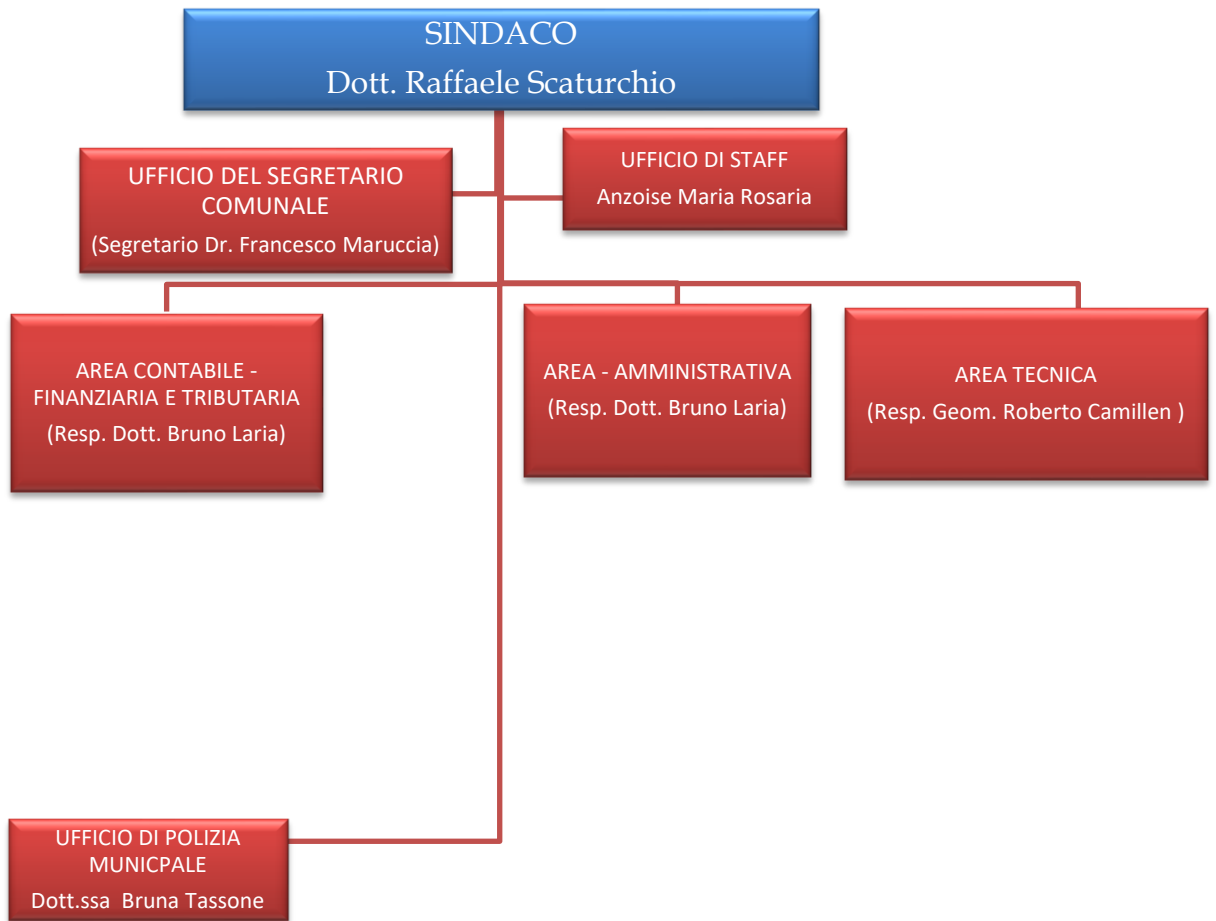 SINDACO
Dott. Raffaele Scaturchio
UFFICIO DEL SEGRETARIO
COMUNALE
(Segretario Dr. Francesco Maruccia)
UFFICIO DI STAFF
Anzoise Maria Rosaria
AREA CONTABILE -
FINANZIARIA E TRIBUTARIA
(Resp. Dott. Bruno Laria)
AREA - AMMINISTRATIVA
(Resp. Dott. Bruno Laria)
AREA TECNICA
(Resp. Geom. Roberto Camillen )
UFFICIO DI POLIZIA
MUNICPALE
Dott.ssa Bruna Tassone